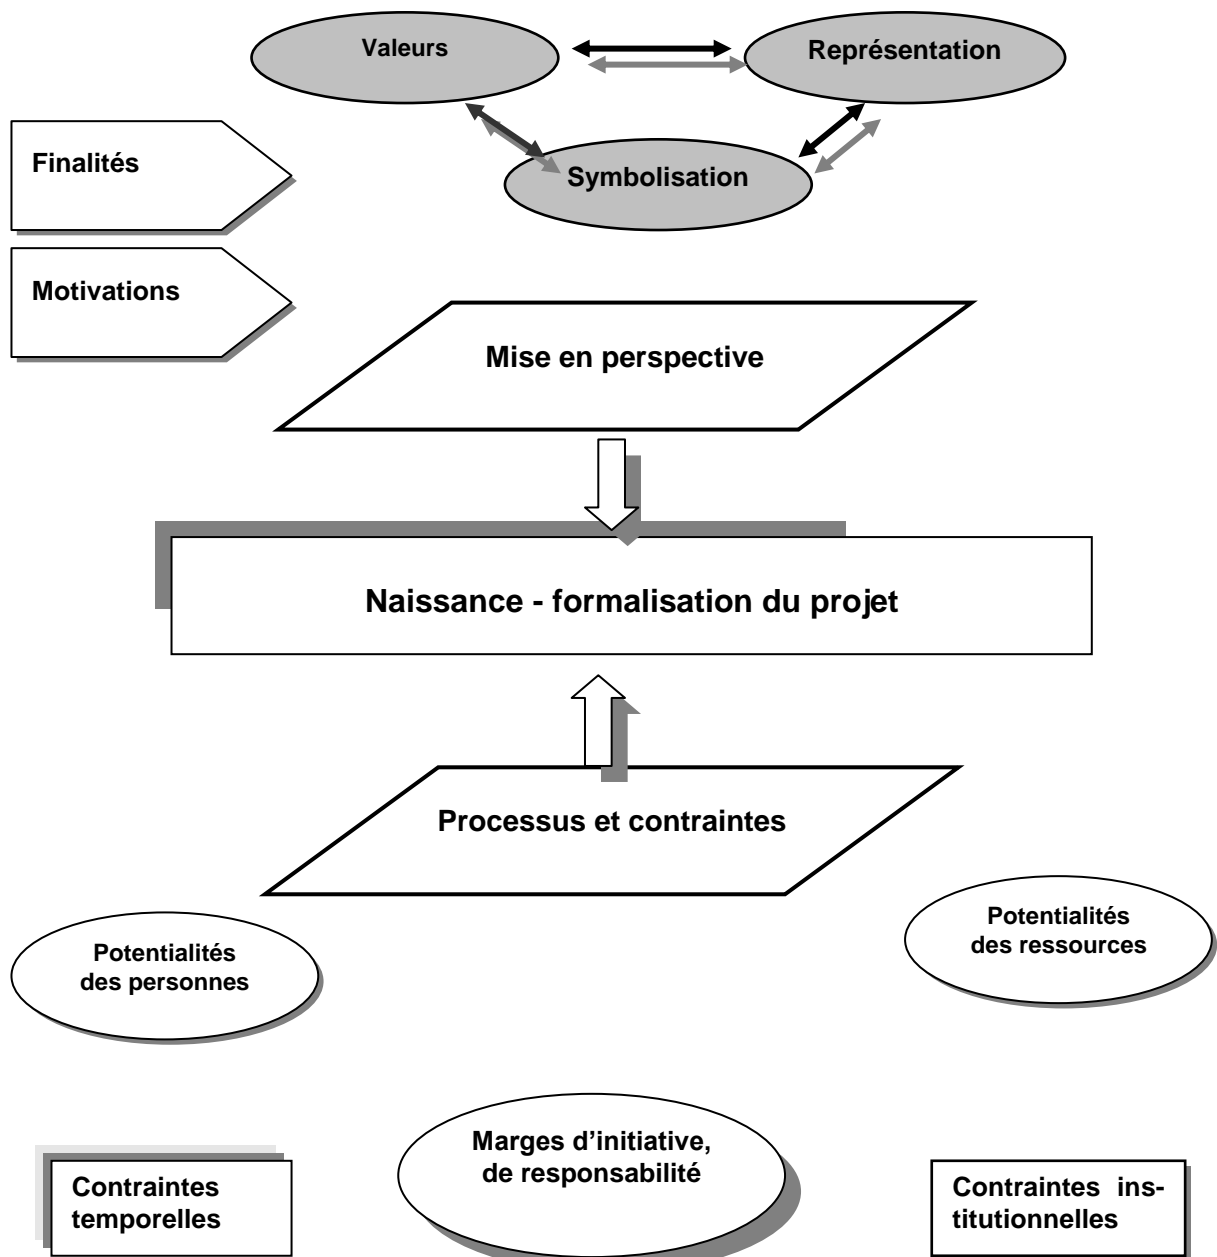 Valeurs
Représentation
Symbolisation
Finalités
Motivations
Mise en perspective
Naissance - formalisation du projet
Processus et contraintes
Potentialités
des personnes
Potentialités
des ressources
Marges d’initiative,
de responsabilité
Contraintes
temporelles
Contraintes ins-
titutionnelles